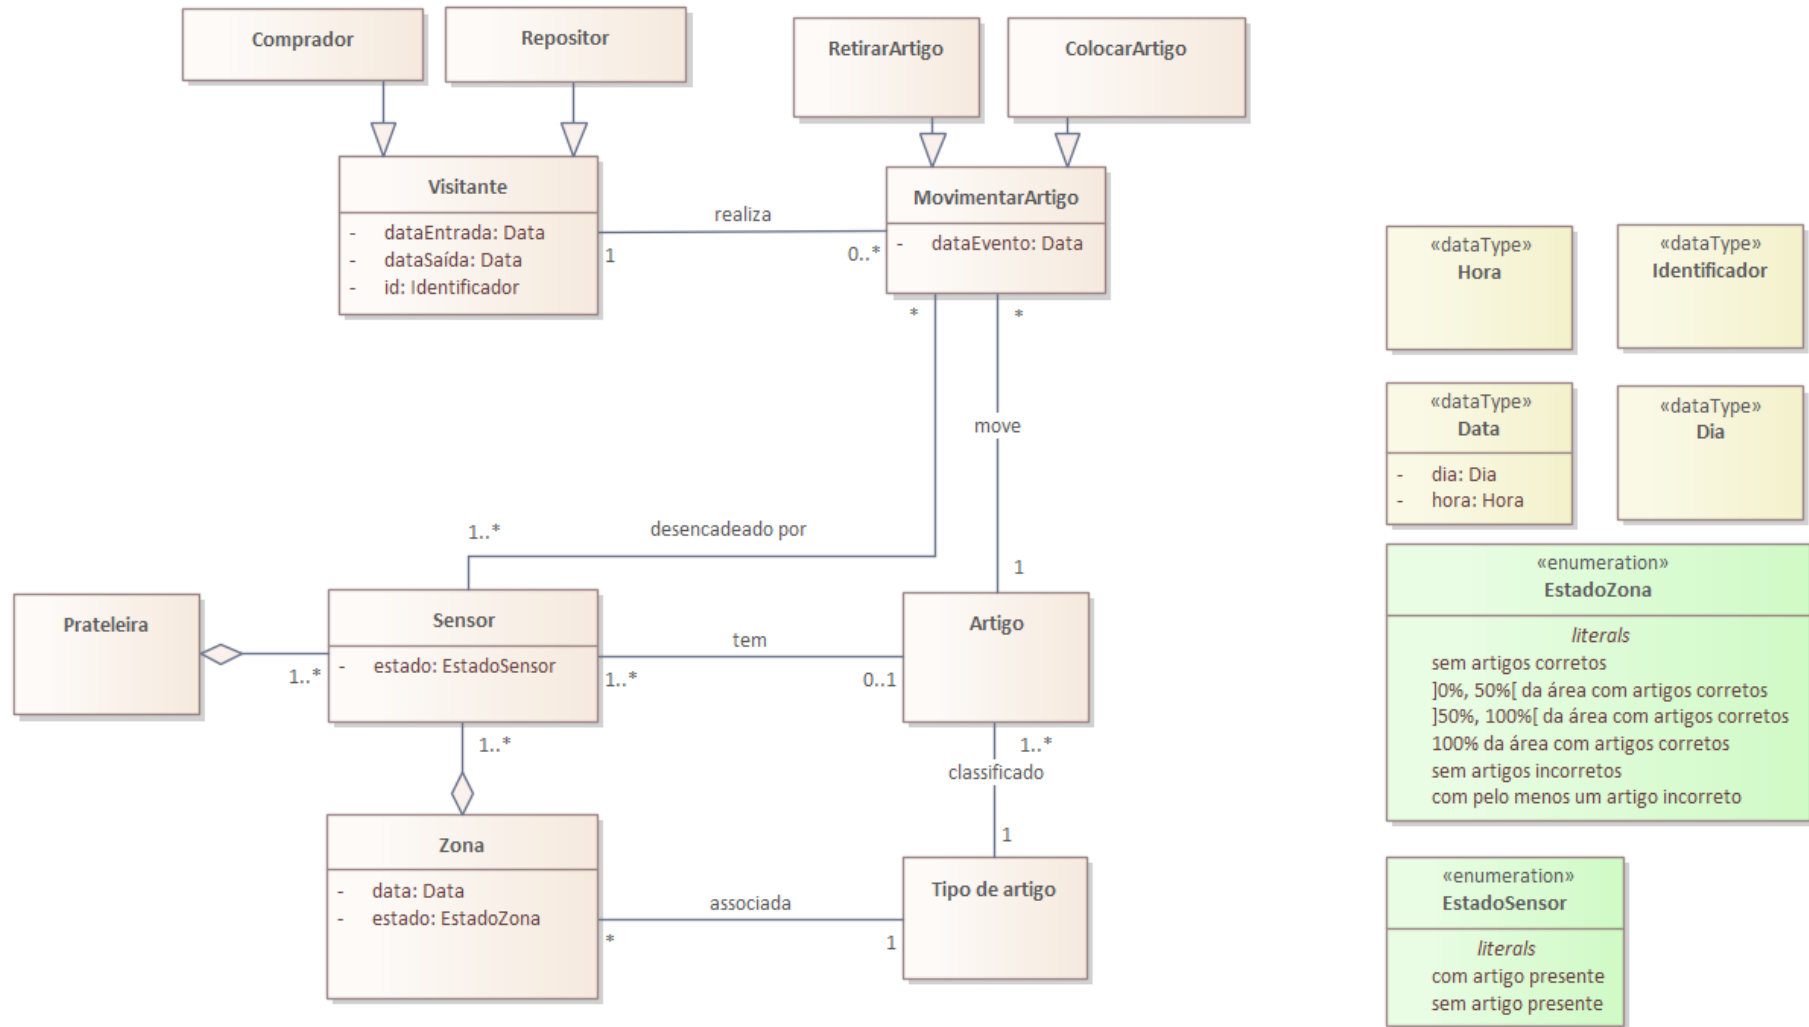 Comprador
Repositor
RetirarArtigo
ColocarArtigo
Visitante
- dataEntrada: Data
- dataSaída: Data
- id: Identificador
realiza
1
0..*
MovimentarArtigo
- dataEvento: Data
*
*
move
desencadeado por
1..*
1
Prateleira
1..*
Sensor
- estado: EstadoSensor
tem
1..*
0..1
Artigo
1..*
1..*
classificado
1
Zona
- data: Data
- estado: EstadoZona
associada
*
1
Tipo de artigo
«dataType»
Hora
«dataType»
Identificador
«dataType»
Data
- dia: Dia
- hora: Hora
«dataType»
Dia
«enumeration»
EstadoZona
literals
sem artigos corretos
]0%, 50%[ da área com artigos corretos
]50%, 100%[ da área com artigos corretos
100% da área com artigos corretos
sem artigos incorretos
com pelo menos um artigo incorreto
«enumeration»
EstadoSensor
literals
com artigo presente
sem artigo presente